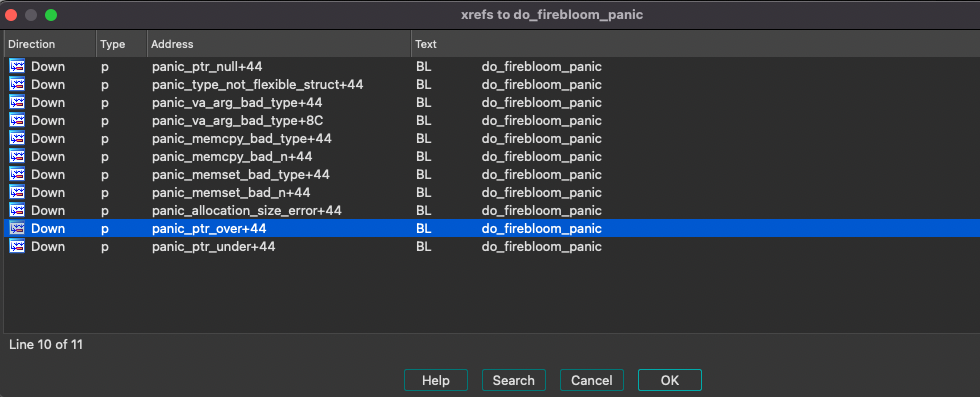 xrefs to do_firebloom_panic
Direction Type Address Text
Down p panic_ptr_null+44 BL do_firebloom_panic
Down p panic_type_not_flexible_struct+44 BL do_firebloom_panic
Down p panic_va_arg_bad_type+44 BL do_firebloom_panic
Down p panic_va_arg_bad_type+8C BL do_firebloom_panic
Down p panic_memcpy_bad_type+44 BL do_firebloom_panic
Down p panic_memcpy_bad_n+44 BL do_firebloom_panic
Down p panic_memset_bad_type+44 BL do_firebloom_panic
Down p panic_memset_bad_n+44 BL do_firebloom_panic
Down p panic_allocation_size_error+44 BL do_firebloom_panic
Down p panic_ptr_over+44 BL do_firebloom_panic
Down p panic_ptr_under+44 BL do_firebloom_panic
Line 10 of 11
Help Search Cancel OK